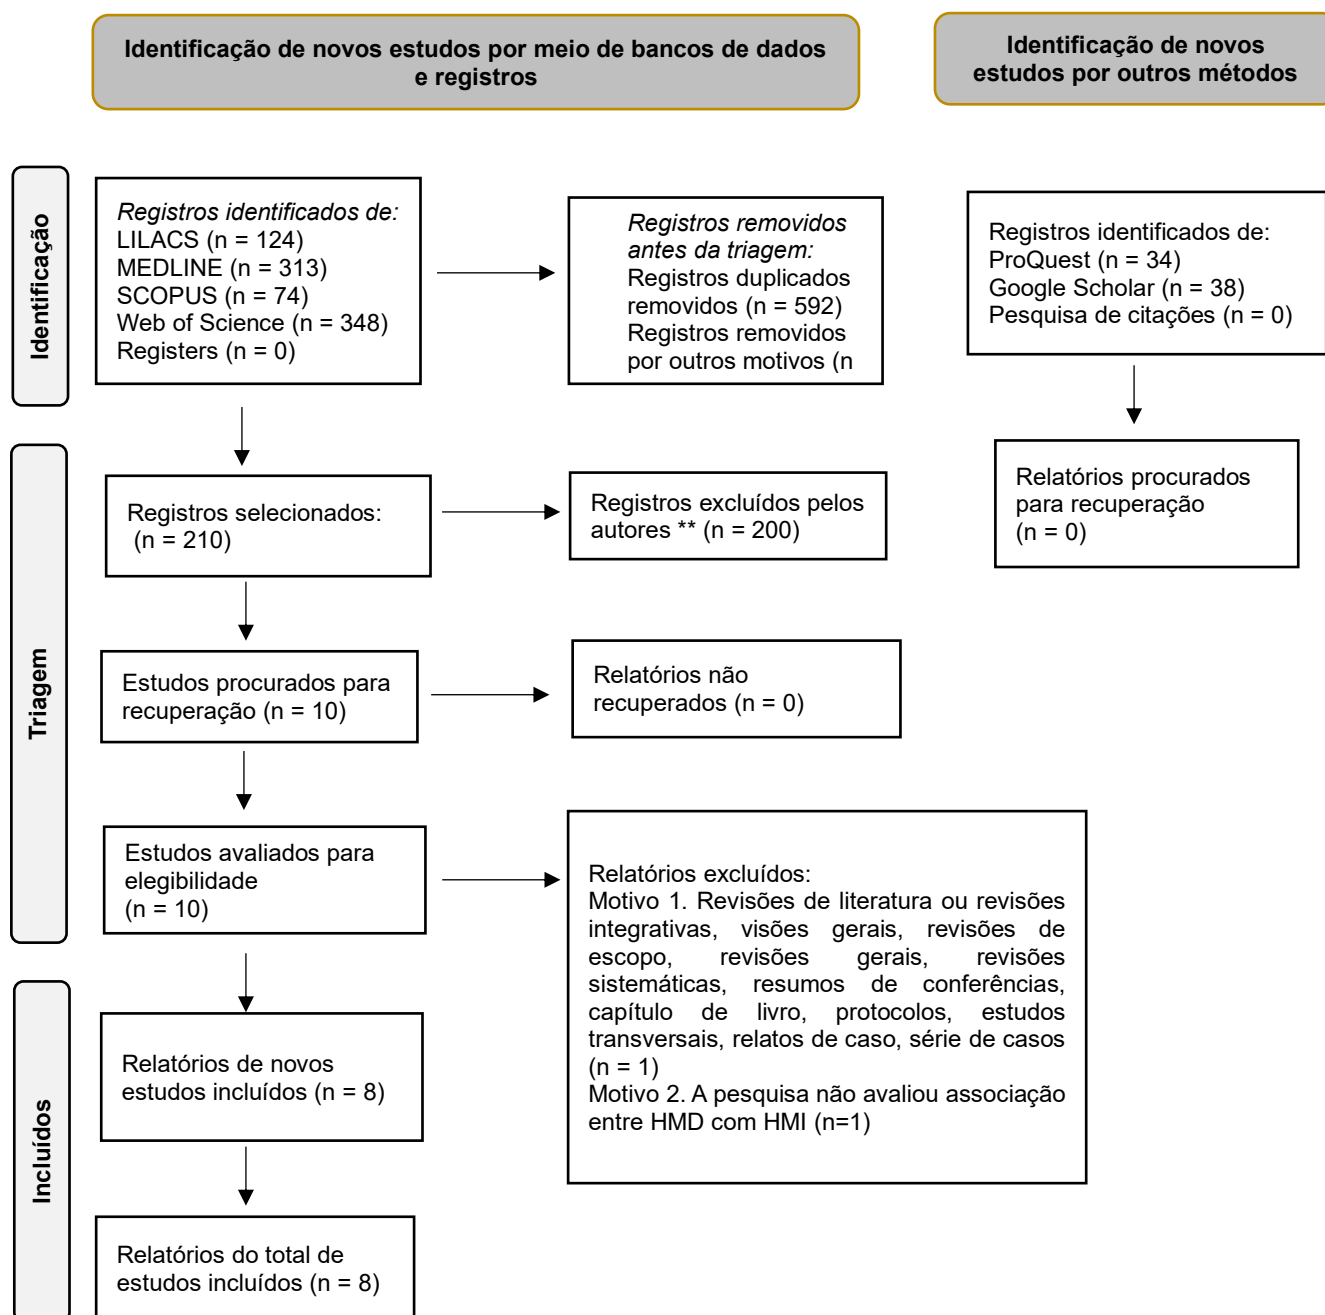 Identificação de novos estudos por meio de bancos de dados
e registros
Identificação de novos
estudos por outros métodos
Identificação
Registros identificados de:
LILACS (n = 124)
MEDLINE (n = 313)
SCOPUS (n = 74)
Web of Science (n = 348)
Registers (n = 0)
Registros removidos
antes da triagem:
Registros duplicados
removidos (n = 592)
Registros removidos
por outros motivos (n
Registros identificados de:
ProQuest (n = 34)
Google Scholar (n = 38)
Pesquisa de citações (n = 0)
Triagem
Registros selecionados:
(n = 210)
Registros excluídos pelos
autores ** (n = 200)
Relatórios procurados
para recuperação
(n = 0)
Estudos procurados para
recuperação (n = 10)
Relatórios não
recuperados (n = 0)
Estudos avaliados para
elegibilidade
(n = 10)
Relatórios excluídos:
Motivo 1. Revisões de literatura ou revisões
integrativas, visões gerais, revisões de
escopo, revisões gerais, revisões
sistemáticas, resumos de conferências,
capítulo de livro, protocolos, estudos
transversais, relatos de caso, série de casos
(n = 1)
Motivo 2. A pesquisa não avaliou associação
entre HMD com HMI (n=1)
Incluídos
Relatórios de novos
estudos incluídos (n = 8)
Relatórios do total de
estudos incluídos (n = 8)